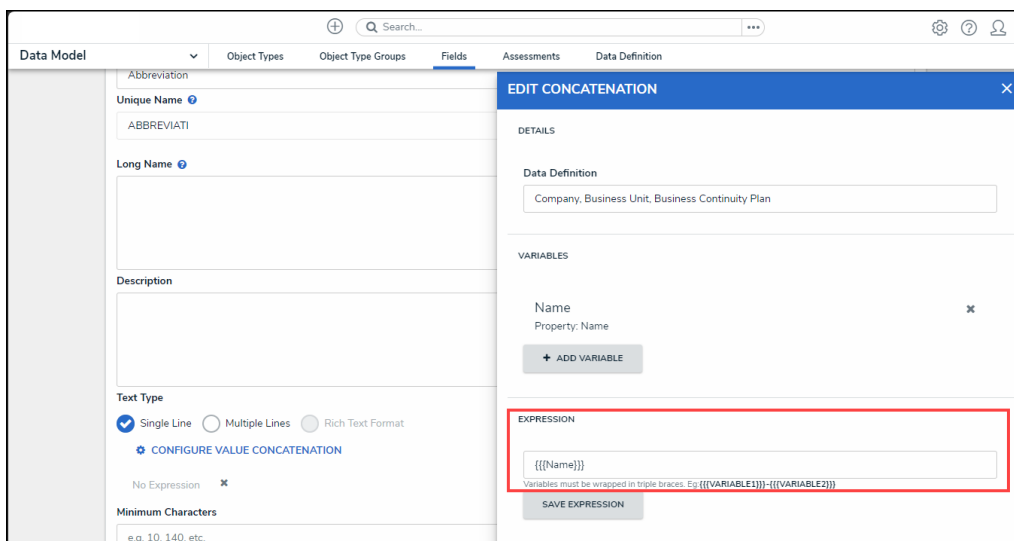 Search...
Data Model
Object Types
Object Type Groups
Fields
Assessments
Data Definition
Abbreviation
Unique Name
ABBREVIATI
Long Name
Description
Text Type
Single Line
Multiple Lines
Rich Text Format
CONFIGURE VALUE CONCATENATION
No Expression
Minimum Characters
e.g. 10, 140, etc.
EDIT CONCATENATION
DETAILS
Data Definition
Company, Business Unit, Business Continuity Plan
VARIABLES
Name
Property: Name
+ ADD VARIABLE
EXPRESSION
{{{Name}}}
Variables must be wrapped in triple braces. Eg:{{{VARIABLE1}}}-{{{VARIABLE2}}}
SAVE EXPRESSION